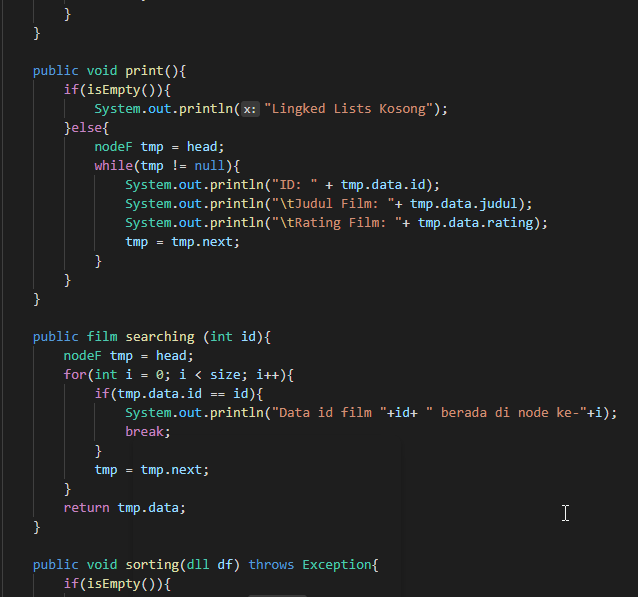 }
}
public void print(){
if(isEmpty()){
System.out.println(x: "Lingked Lists Kosong");
}else{
nodeF tmp = head;
while(tmp != null){
System.out.println("ID: " + tmp.data.id);
System.out.println("\tJudul Film: "+ tmp.data.judul);
System.out.println("\tRating Film: "+ tmp.data.rating);
tmp = tmp.next;
}
}
}
public film searching (int id){
nodeF tmp = head;
for(int i = 0; i < size; i++){
if(tmp.data.id == id){
System.out.println("Data id film "+id+ " berada di node ke-"+i);
break;
}
tmp = tmp.next;
}
return tmp.data;
}
public void sorting(dll df) throws Exception{
if(isEmpty()){